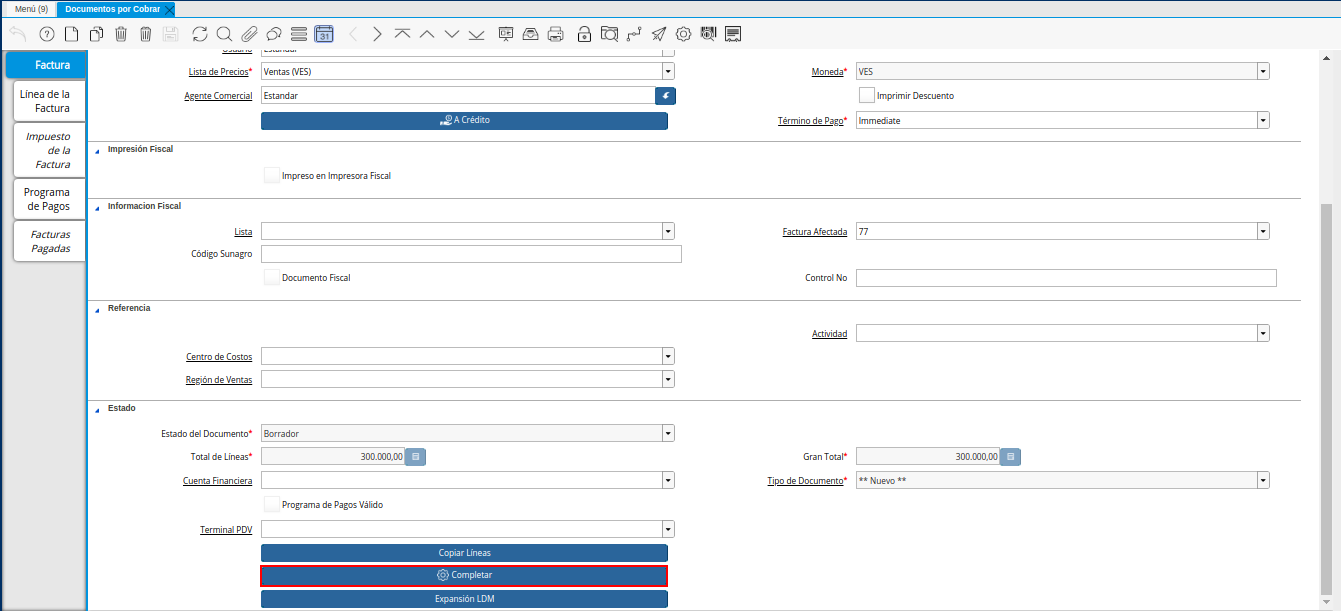 Menú (9)
Documentos por Cobrar
31
Factura
Línea de la
Factura
Impuesto
de la
Factura
Programa
de Pagos
Facturas
Pagadas
Usuario
Estandar
Lista de Precios*
Ventas (VES)
Moneda*
VES
Agente Comercial
Estandar
Imprimir Descuento
A Crédito
Término de Pago*
Immediate
Impresión Fiscal
Impreso en Impresora Fiscal
Informacion Fiscal
Lista
Factura Afectada
77
Código Sunagro
Documento Fiscal
Control No
Referencia
Actividad
Centro de Costos
Región de Ventas
Estado
Estado del Documento*
Borrador
Total de Líneas*
300.000,00
Gran Total*
300.000,00
Cuenta Financiera
Tipo de Documento*
** Nuevo **
Programa de Pagos Válido
Terminal PDV
Copiar Líneas
Completar
Expansión LDM